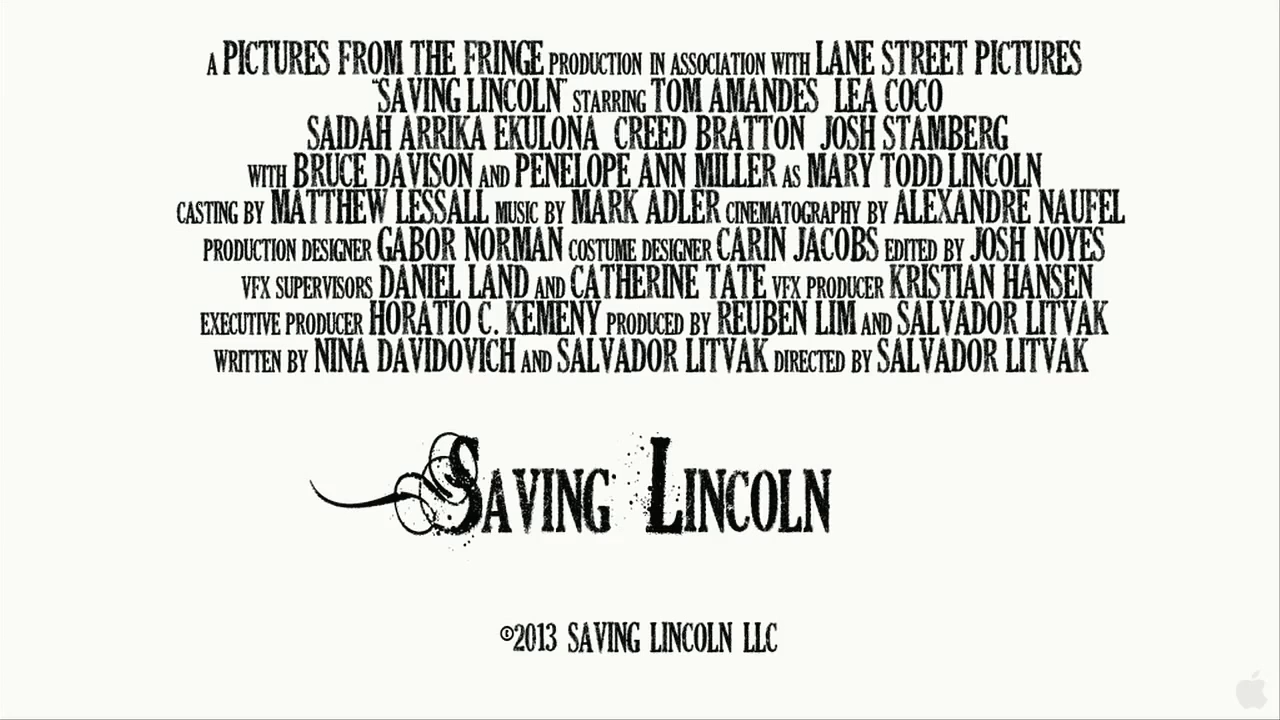 A PICTURES FROM THE FRINGE PRODUCTION IN ASSOCIATION WITH LANE STREET PICTURES
"SAVING LINCOLN" STARRING TOM AMANDES LEA COCO
SAIDAH ARRIKA EKULONA CREED BRATTON JOSH STAMBERG
WITH BRUCE DAVISON AND PENELOPE ANN MILLER AS MARY TODD LINCOLN
CASTING BY MATTHEW LESSALL MUSIC BY MARK ADLER CINEMATOGRAPHY BY ALEXANDRE NAUFEL
PRODUCTION DESIGNER GABOR NORMAN COSTUME DESIGNER CARIN JACOBS EDITED BY JOSH NOYES
VFX SUPERVISORS DANIEL LAND AND CATHERINE TATE VFX PRODUCER KRISTIAN HANSEN
EXECUTIVE PRODUCER HORATIO C. KEMENY PRODUCED BY REUBEN LIM AND SALVADOR LITVAK
WRITTEN BY NINA DAVIDOVICH AND SALVADOR LITVAK DIRECTED BY SALVADOR LITVAK
SAVING LINCOLN
©2013 SAVING LINCOLN LLC